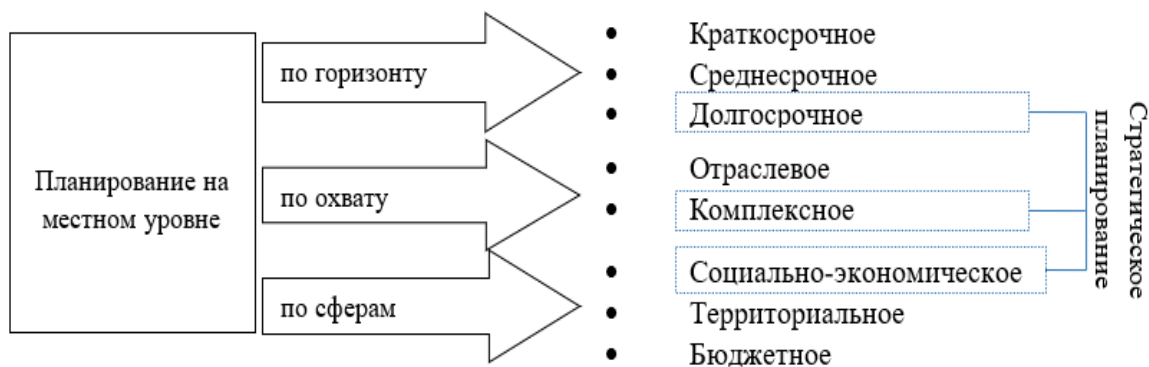 Планирование на
местном уровне
по горизонту
Краткосрочное
Среднесрочное
Долгосрочное
по охвату
Отраслевое
Комплексное
по сферам
Социально-экономическое
Территориальное
Бюджетное
Стратегическое
планирование